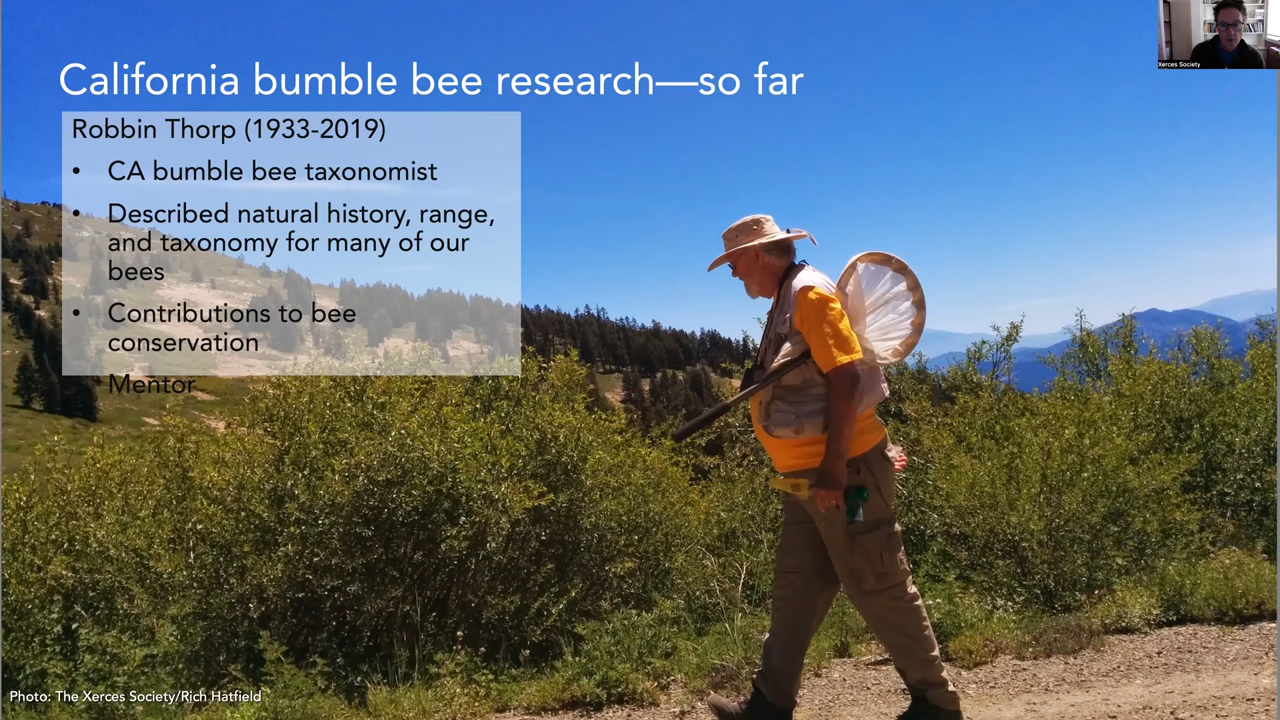 California bumble bee research—so far
Robbin Thorp (1933-2019)
• CA bumble bee taxonomist
• Described natural history, range,
and taxonomy for many of our
bees
• Contributions to bee
conservation
Mentor
Photo: The Xerces Society/Rich Hatfield
Xerces Society